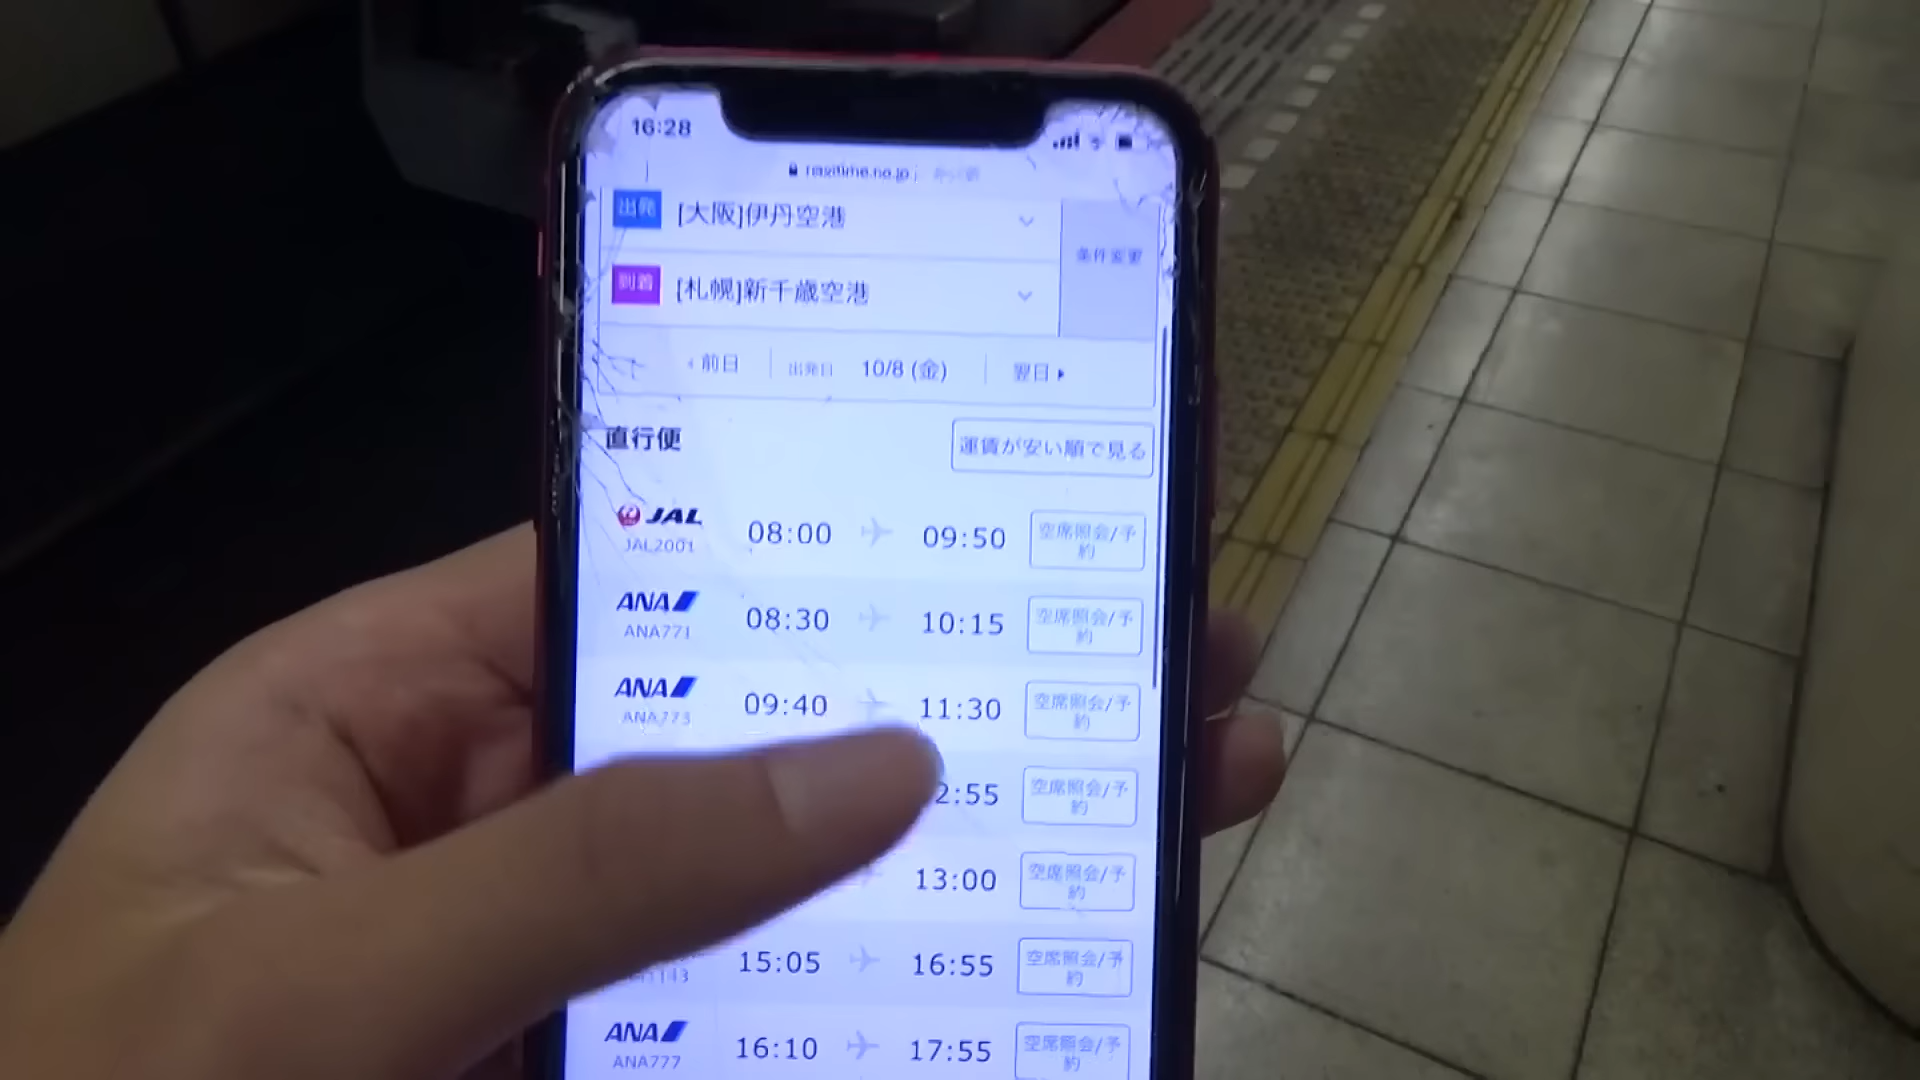 16:28
出発 [大阪]伊丹空港
条件変更
到着 [札幌]新千歳空港
前日 出発日 10/8 (金) 翌日
直行便
運賃が安い順で見る
JAL 08:00 09:50 空席照会/予約
JAL2001
ANA 08:30 10:15 空席照会/予約
ANA771
ANA 09:40 11:30 空席照会/予約
ANA773
2:55 空席照会/予約
13:00 空席照会/予約
15:05 16:55 空席照会/予約
143
ANA 16:10 17:55 空席照会/予約
ANA777